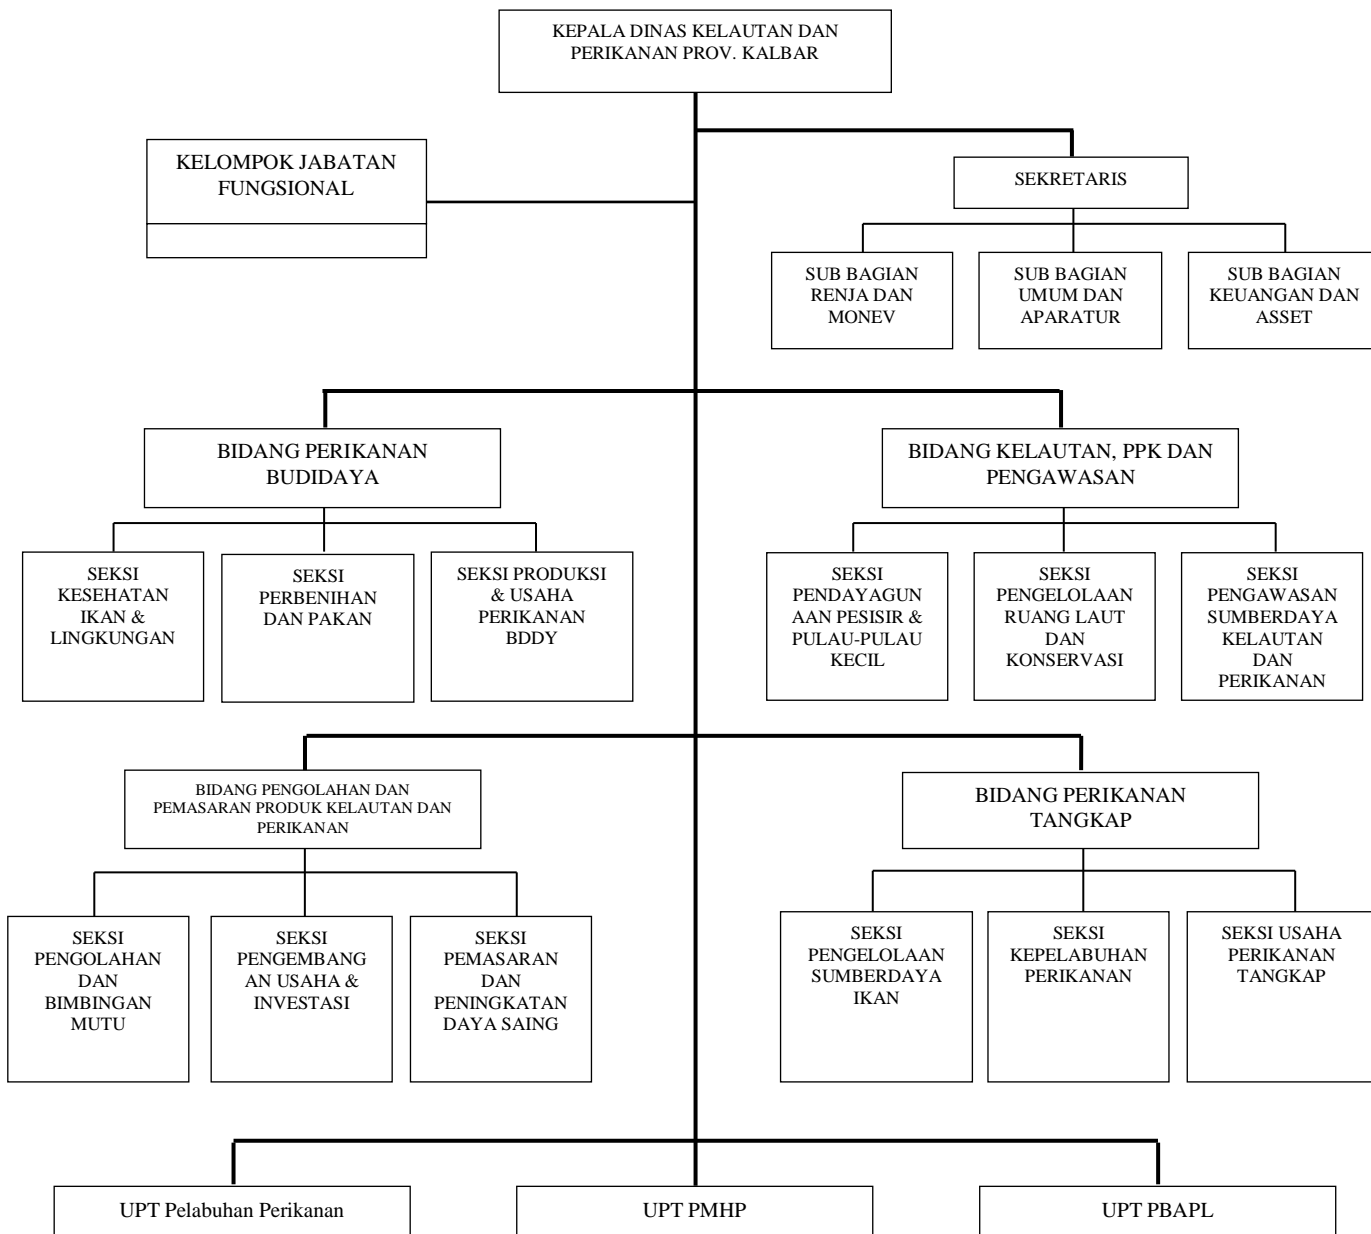 KEPALA DINAS KELAUTAN DAN
PERIKANAN PROV. KALBAR
KELOMPOK JABATAN
FUNGSIONAL
SEKRETARIS
SUB BAGIAN
RENJA DAN
MONEV
SUB BAGIAN
UMUM DAN
APARATUR
SUB BAGIAN
KEUANGAN DAN
ASSET
BIDANG PERIKANAN
BUDIDAYA
BIDANG KELAUTAN, PPK DAN
PENGAWASAN
SEKSI
KESEHATAN
IKAN &
LINGKUNGAN
SEKSI
PERBENIHAN
DAN PAKAN
SEKSI PRODUKSI
& USAHA
PERIKANAN
BDDY
SEKSI
PENDAYAGUN
AAN PESISIR &
PULAU-PULAU
KECIL
SEKSI
PENGELOLAAN
RUANG LAUT
DAN
KONSERVASI
SEKSI
PENGAWASAN
SUMBERDAYA
KELAUTAN
DAN
PERIKANAN
BIDANG PENGOLAHAN DAN
PEMASARAN PRODUK KELAUTAN DAN
PERIKANAN
BIDANG PERIKANAN
TANGKAP
SEKSI
PENGOLAHAN
DAN
BIMBINGAN
MUTU
SEKSI
PENGEMBANG
AN USAHA &
INVESTASI
SEKSI
PEMASARAN
DAN
PENINGKATAN
DAYA SAING
SEKSI
PENGELOLAAN
SUMBERDAYA
IKAN
SEKSI
KEPELABUHAN
PERIKANAN
SEKSI USAHA
PERIKANAN
TANGKAP
UPT Pelabuhan Perikanan
UPT PMHP
UPT PBAPL